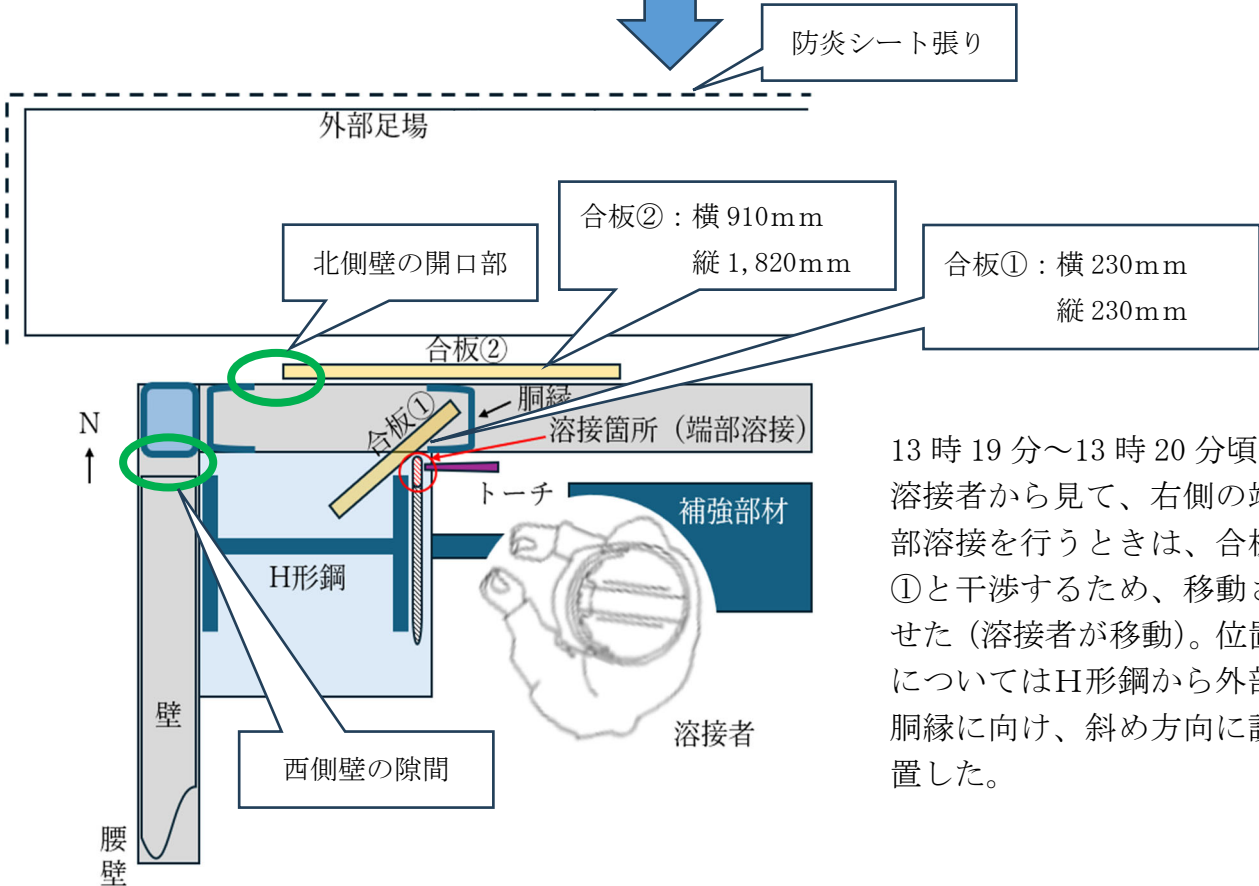 防炎シート張り
外部足場
合板②：横 910mm
縦 1,820mm
北側壁の開口部
合板①：横 230mm
縦 230mm
合板②
N
合板①
胴縁
溶接箇所（端部溶接）
トーチ
補強部材
H形鋼
壁
溶接者
西側壁の隙間
腰壁
13 時 19 分～13 時 20 分頃
溶接者から見て、右側の端
部溶接を行うときは、合板
①と干渉するため、移動さ
せた（溶接者が移動）。位置
についてはＨ形鋼から外部
胴縁に向け、斜め方向に設
置した。